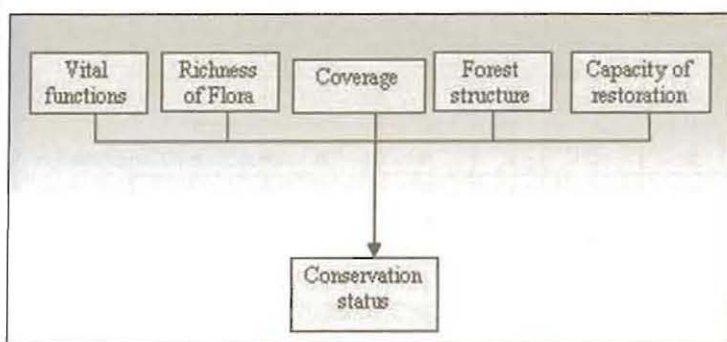 Vital
functions
Richness
of Flora
Coverage
Forest
structure
Capacity of
restoration
Conservation
status